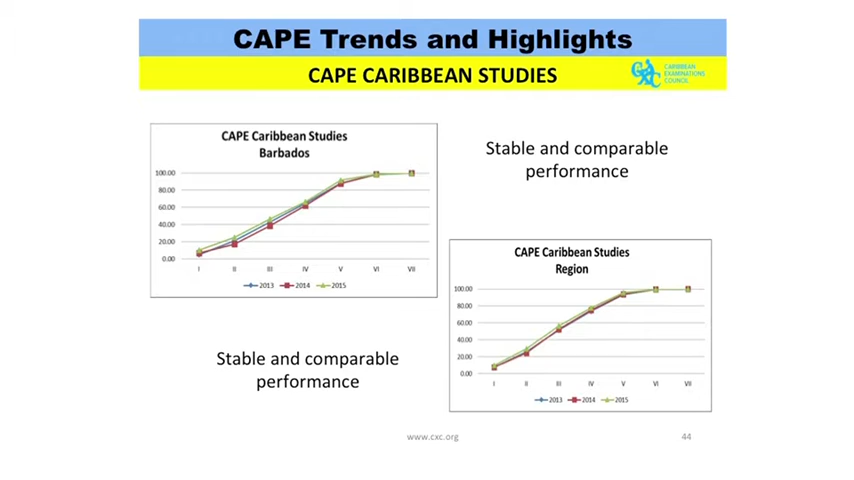 CAPE Trends and Highlights
CAPE CARIBBEAN STUDIES
CXC
CARIBBEAN
EXAMINATIONS
COUNCIL
CAPE Caribbean Studies
Barbados
100.00
80.00
60.00
40.00
20.00
0.00
I II III IV V VI VII
2013 2014 2015
Stable and comparable
performance
CAPE Caribbean Studies
Region
100.00
80.00
60.00
40.00
20.00
0.00
I II III IV V VI VII
2013 2014 2015
Stable and comparable
performance
www.cxc.org
44